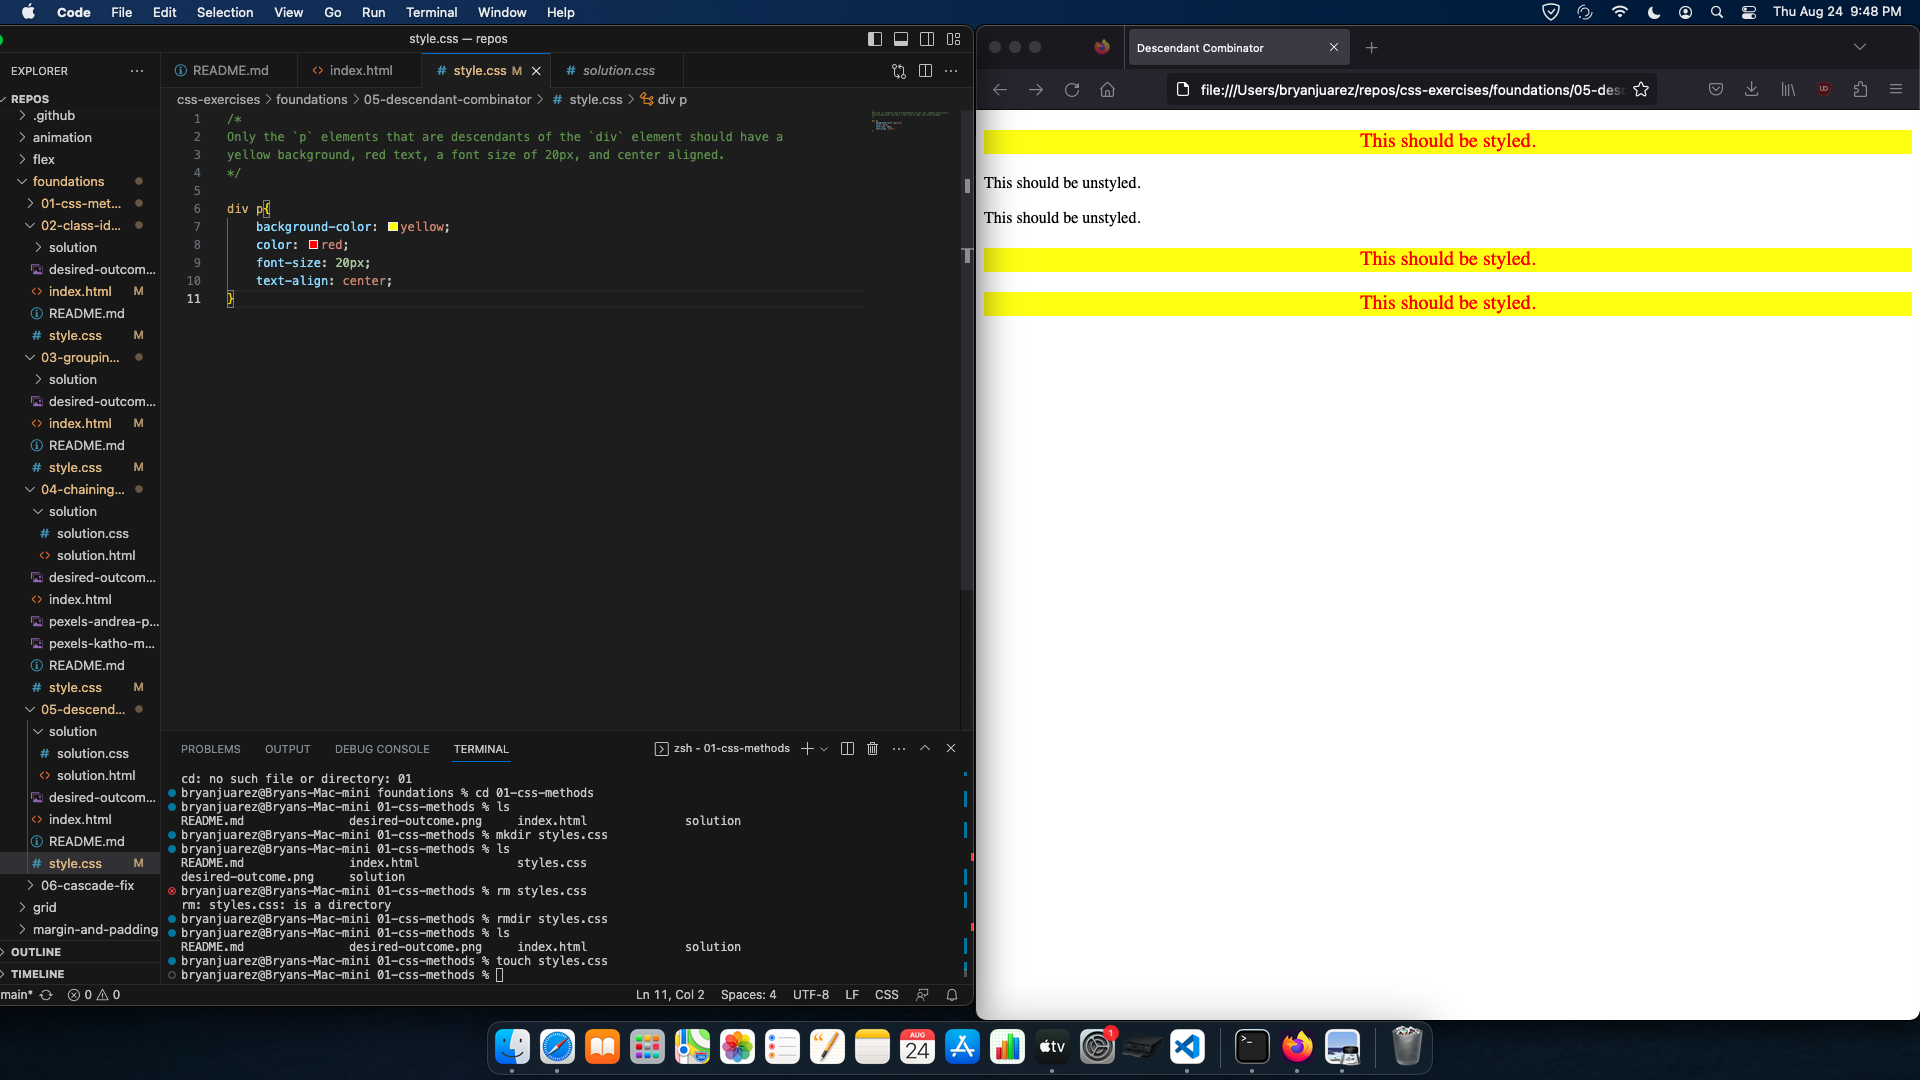 Code File Edit Selection View Go Run Terminal Window Help
Thu Aug 24 9:48 PM
style.css — repos
EXPLORER
REPOS
.github
animation
flex
foundations
01-css-met...
02-class-id...
solution
desired-outcom...
index.html M
README.md
style.css M
03-groupin...
solution
desired-outcom...
index.html M
README.md
style.css M
04-chaining...
solution
solution.css
solution.html
desired-outcom...
index.html
pexels-andrea-p...
pexels-katho-m...
README.md
style.css M
05-descend...
solution
solution.css
solution.html
desired-outcom...
index.html
README.md
style.css M
06-cascade-fix
grid
margin-and-padding
OUTLINE
TIMELINE
README.md index.html style.css M solution.css
css-exercises > foundations > 05-descendant-combinator > style.css > div p
1 /*
2 Only the `p` elements that are descendants of the `div` element should have a
3 yellow background, red text, a font size of 20px, and center aligned.
4 */
5
6 div p{
7 background-color: yellow;
8 color: red;
9 font-size: 20px;
10 text-align: center;
11 }
PROBLEMS OUTPUT DEBUG CONSOLE TERMINAL zsh - 01-css-methods
cd: no such file or directory: 01
bryanjuarez@Bryans-Mac-mini foundations % cd 01-css-methods
bryanjuarez@Bryans-Mac-mini 01-css-methods % ls
README.md desired-outcome.png index.html solution
bryanjuarez@Bryans-Mac-mini 01-css-methods % mkdir styles.css
bryanjuarez@Bryans-Mac-mini 01-css-methods % ls
README.md index.html styles.css
desired-outcome.png solution
bryanjuarez@Bryans-Mac-mini 01-css-methods % rm styles.css
rm: styles.css: is a directory
bryanjuarez@Bryans-Mac-mini 01-css-methods % rmdir styles.css
bryanjuarez@Bryans-Mac-mini 01-css-methods % ls
README.md desired-outcome.png index.html solution
bryanjuarez@Bryans-Mac-mini 01-css-methods % touch styles.css
bryanjuarez@Bryans-Mac-mini 01-css-methods %
main* 0 0 Ln 11, Col 2 Spaces: 4 UTF-8 LF CSS
Descendant Combinator
file:///Users/bryanjuarez/repos/css-exercises/foundations/05-des
This should be styled.
This should be unstyled.
This should be unstyled.
This should be styled.
This should be styled.
AUG
24
tv
1